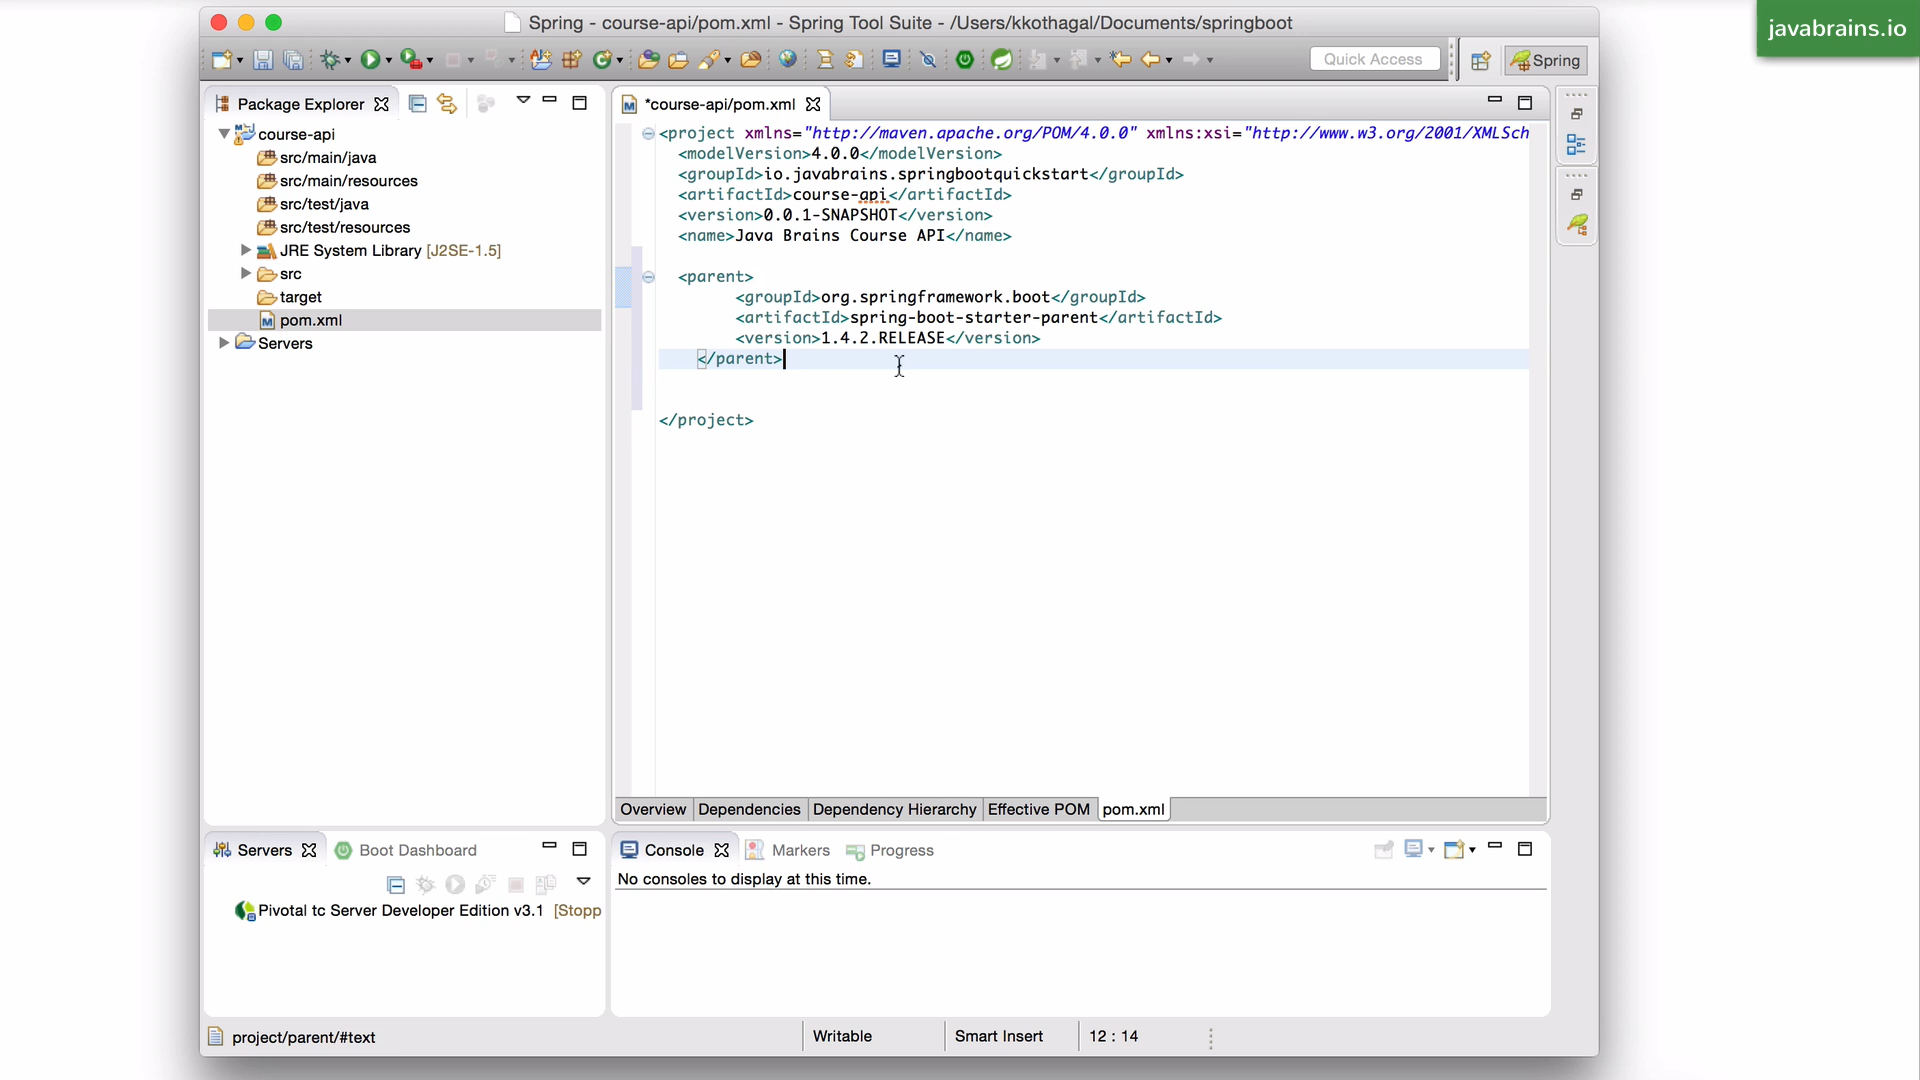 javabrains.io
Spring - course-api/pom.xml - Spring Tool Suite - /Users/kkothagal/Documents/springboot
Quick Access
Spring
Package Explorer
course-api
src/main/java
src/main/resources
src/test/java
src/test/resources
JRE System Library [J2SE-1.5]
src
target
pom.xml
Servers
*course-api/pom.xml
<project xmlns="http://maven.apache.org/POM/4.0.0" xmlns:xsi="http://www.w3.org/2001/XMLSch
<modelVersion>4.0.0</modelVersion>
<groupId>io.javabrains.springbootquickstart</groupId>
<artifactId>course-api</artifactId>
<version>0.0.1-SNAPSHOT</version>
<name>Java Brains Course API</name>
<parent>
<groupId>org.springframework.boot</groupId>
<artifactId>spring-boot-starter-parent</artifactId>
<version>1.4.2.RELEASE</version>
</parent>
</project>
Overview Dependencies Dependency Hierarchy Effective POM pom.xml
Servers Boot Dashboard
Pivotal tc Server Developer Edition v3.1 [Stopp
Console Markers Progress
No consoles to display at this time.
project/parent/#text
Writable
Smart Insert
12 : 14